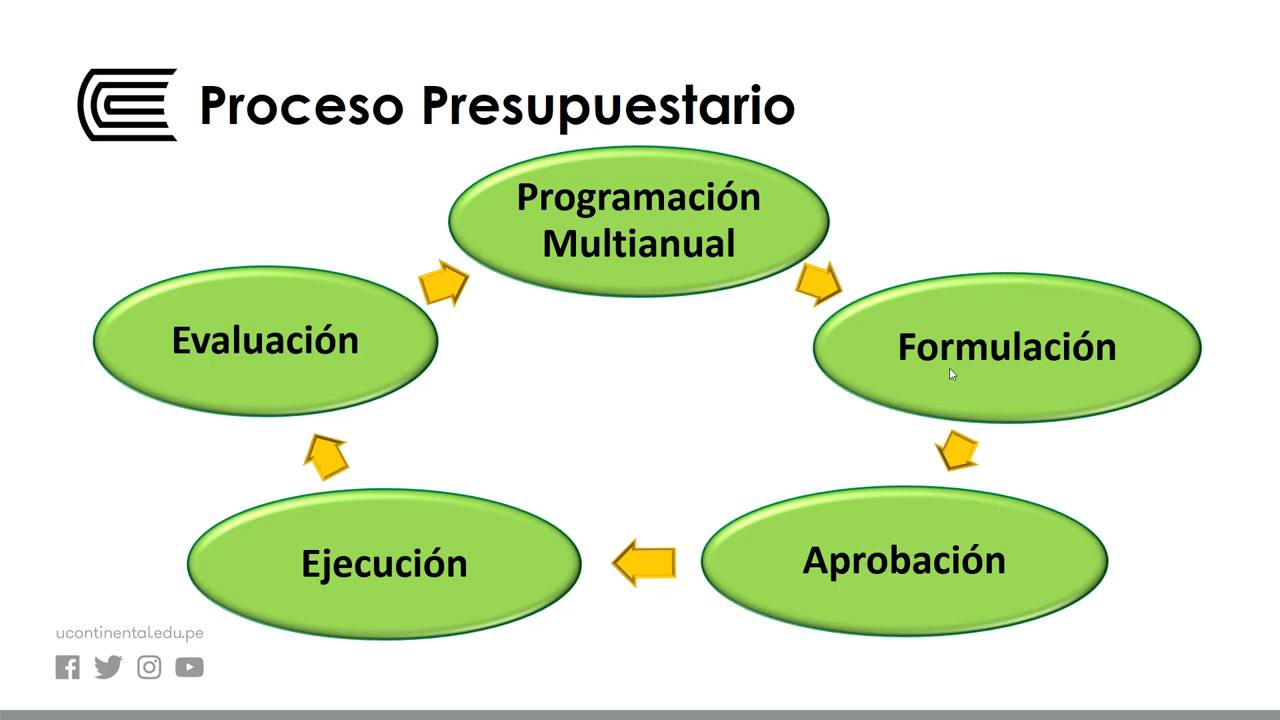 Proceso Presupuestario
Programación
Multianual
Formulación
Aprobación
Ejecución
Evaluación
ucontinental.edu.pe